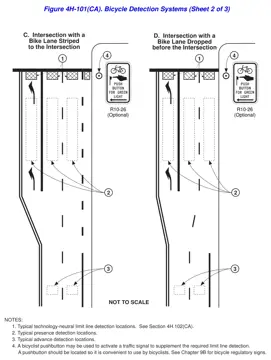 Figure 4H-101(CA). Bicycle Detection Systems (Sheet 2 of 3)
C. Intersection with a
Bike Lane Striped
to the Intersection
D. Intersection with a
Bike Lane Dropped
before the Intersection
1
4
1
4
PUSH
BUTTON
FOR GREEN
LIGHT
PUSH
BUTTON
FOR GREEN
LIGHT
R10-26
(Optional)
R10-26
(Optional)
2
2
3
3
NOT TO SCALE
NOTES:
1. Typical technology-neutral limit line detection locations. See Section 4H.102(CA).
2. Typical presence detection locations.
3. Typical advance detection locations.
4. A bicyclist pushbutton may be used to activate a traffic signal to supplement the required limit line detection.
A pushbutton should be located so it is convenient to use by bicyclists. See Chapter 9B for bicycle regulatory signs.